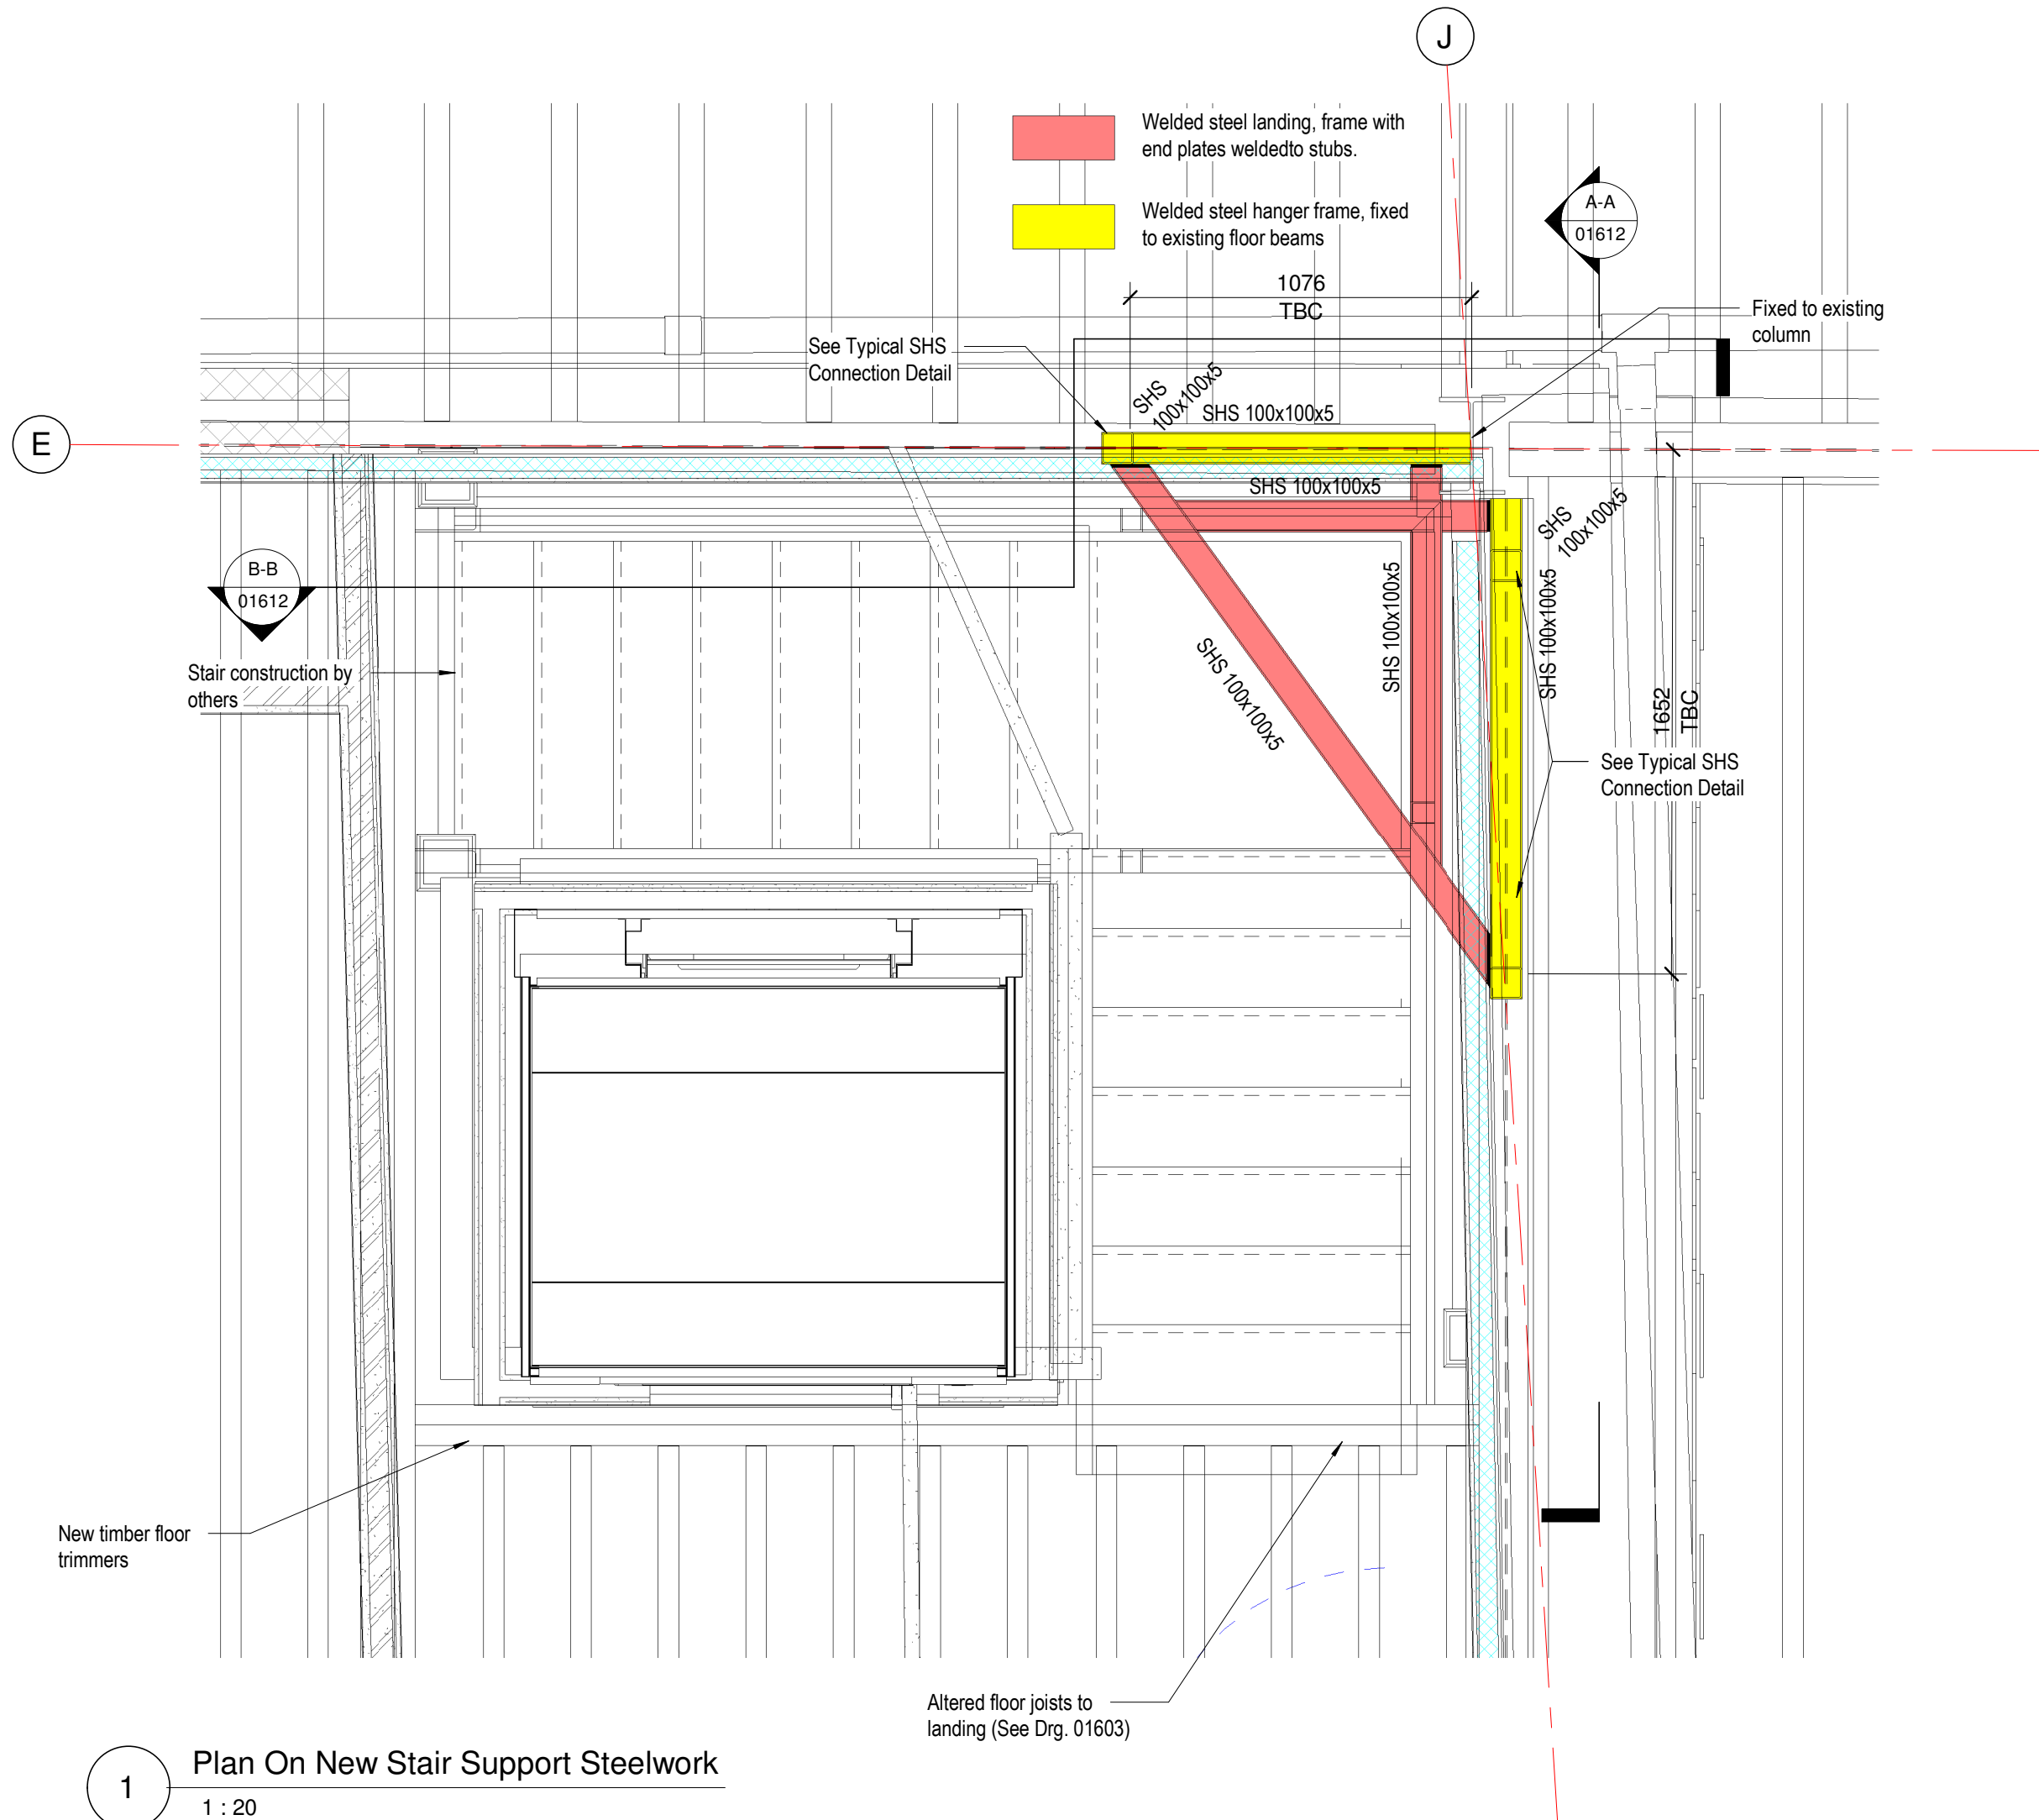 J
Welded steel landing, frame with
end plates weldedto stubs.
Welded steel hanger frame, fixed
to existing floor beams
A-A
01612
1076
TBC
Fixed to existing
column
See Typical SHS
Connection Detail
SHS
100x100x5
SHS 100x100x5
E
SHS 100x100x5
SHS
100x100x5
B-B
01612
SHS 100x100x5
SHS 100x100x5
SHS 100x100x5
1652
TBC
Stair construction by
others
See Typical SHS
Connection Detail
New timber floor
trimmers
Altered floor joists to
landing (See Drg. 01603)
1
Plan On New Stair Support Steelwork
1 : 20